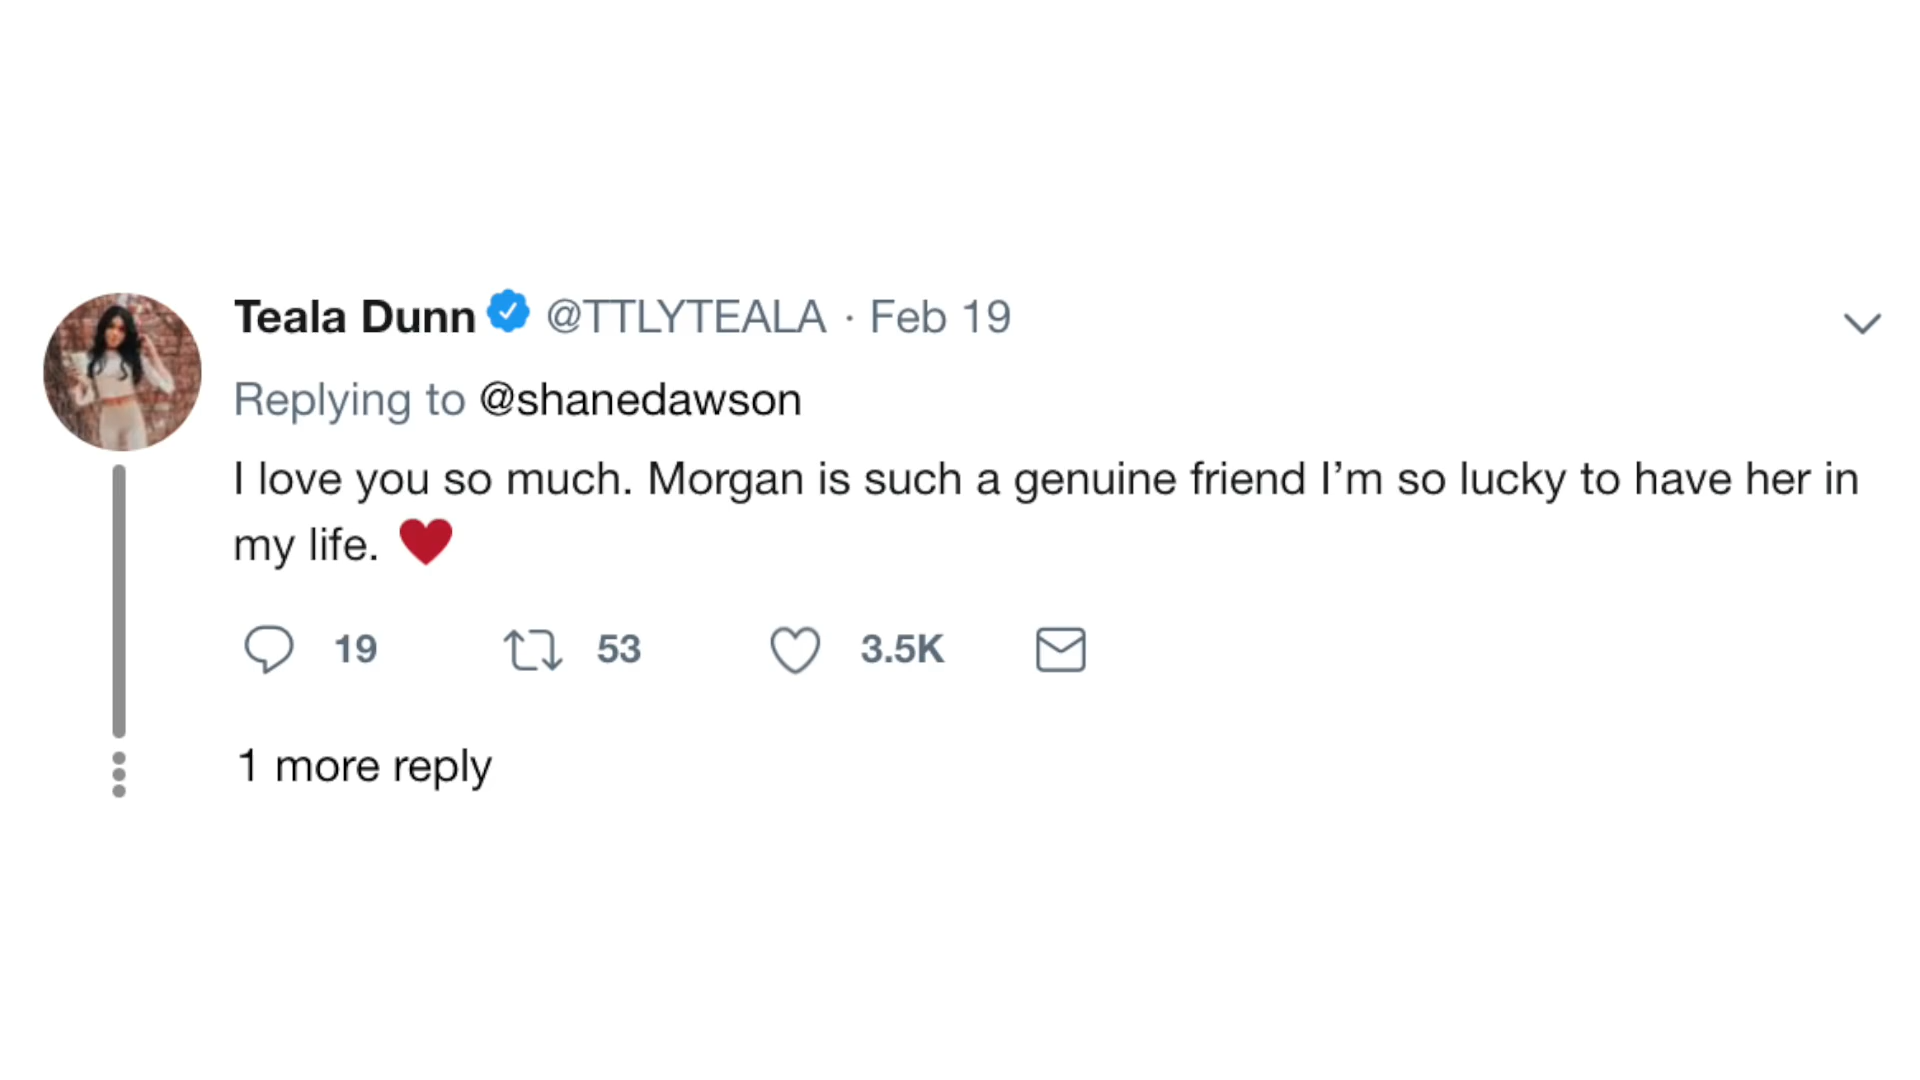 Teala Dunn @TTLYTEALA · Feb 19
Replying to @shanedawson
I love you so much. Morgan is such a genuine friend I’m so lucky to have her in
my life. ❤
19 53 3.5K
1 more reply